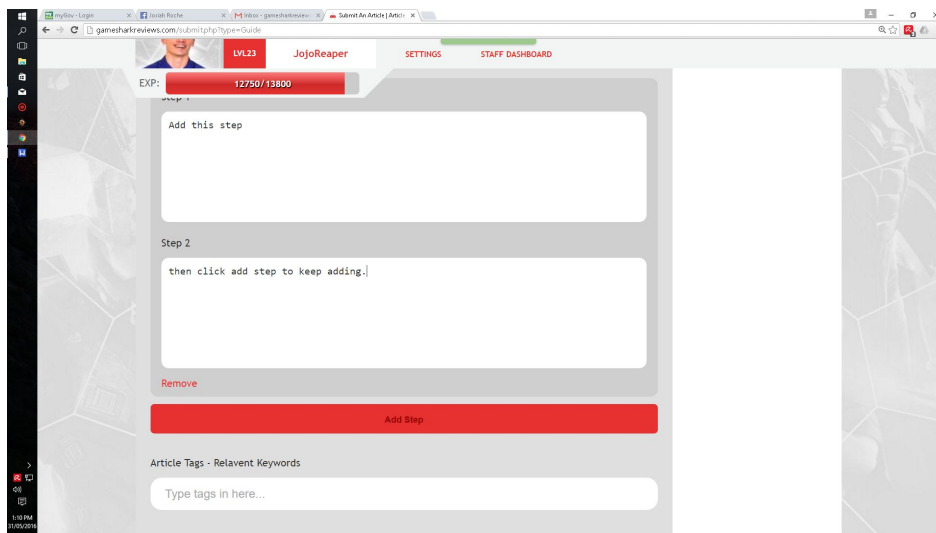 myGov - Login
Josiah Roche
Inbox - gamesharkreview
Submit An Article | Article
gamesharkreviews.com/submit.php?type=Guide
LVL23
JojoReaper
SETTINGS
STAFF DASHBOARD
EXP:
12750/13800
Add this step
Step 2
then click add step to keep adding.
Remove
Add Step
Article Tags - Relavent Keywords
Type tags in here...
1:10 PM
31/05/2016